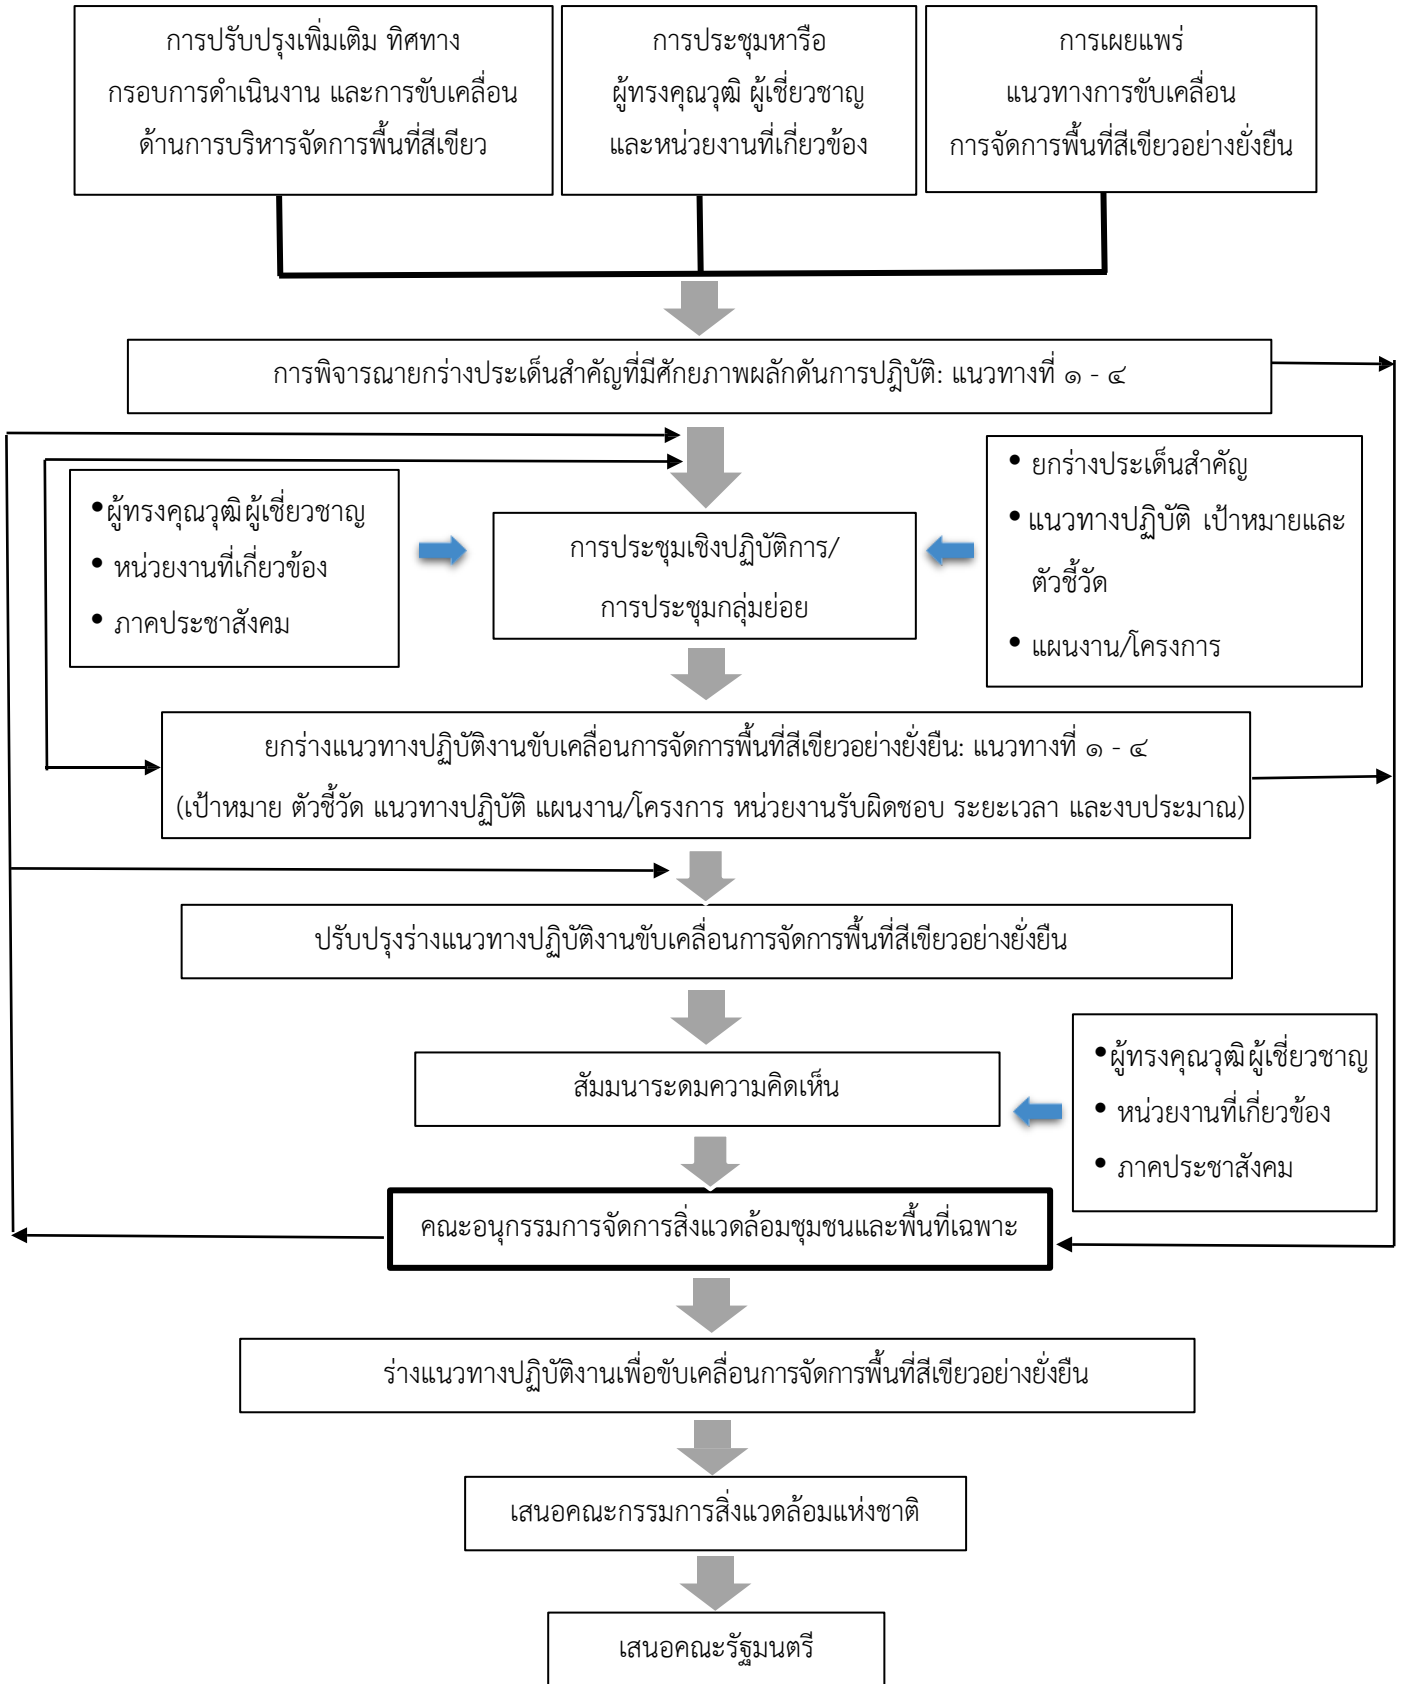 การปรับปรุงเพิ่มเติม ทิศทาง
กรอบการดำเนินงาน และการขับเคลื่อน
ด้านการบริหารจัดการพื้นที่สีเขียว
การประชุมหารือ
ผู้ทรงคุณวุฒิ ผู้เชี่ยวชาญ
และหน่วยงานที่เกี่ยวข้อง
การเผยแพร่
แนวทางการขับเคลื่อน
การจัดการพื้นที่สีเขียวอย่างยั่งยืน
การพิจารณายกร่างประเด็นสำคัญที่มีศักยภาพผลักดันการปฎิบัติ: แนวทางที่ ๑ - ๔
•ผู้ทรงคุณวุฒิ ผู้เชี่ยวชาญ
• หน่วยงานที่เกี่ยวข้อง
• ภาคประชาสังคม
การประชุมเชิงปฏิบัติการ/
การประชุมกลุ่มย่อย
• ยกร่างประเด็นสำคัญ
• แนวทางปฏิบัติ เป้าหมายและ
ตัวชี้วัด
• แผนงาน/โครงการ
ยกร่างแนวทางปฏิบัติงานขับเคลื่อนการจัดการพื้นที่สีเขียวอย่างยั่งยืน: แนวทางที่ ๑ - ๔
(เป้าหมาย ตัวชี้วัด แนวทางปฏิบัติ แผนงาน/โครงการ หน่วยงานรับผิดชอบ ระยะเวลา และงบประมาณ)
ปรับปรุงร่างแนวทางปฏิบัติงานขับเคลื่อนการจัดการพื้นที่สีเขียวอย่างยั่งยืน
สัมมนาระดมความคิดเห็น
•ผู้ทรงคุณวุฒิ ผู้เชี่ยวชาญ
• หน่วยงานที่เกี่ยวข้อง
• ภาคประชาสังคม
คณะอนุกรรมการจัดการสิ่งแวดล้อมชุมชนและพื้นที่เฉพาะ
ร่างแนวทางปฏิบัติงานเพื่อขับเคลื่อนการจัดการพื้นที่สีเขียวอย่างยั่งยืน
เสนอคณะกรรมการสิ่งแวดล้อมแห่งชาติ
เสนอคณะรัฐมนตรี